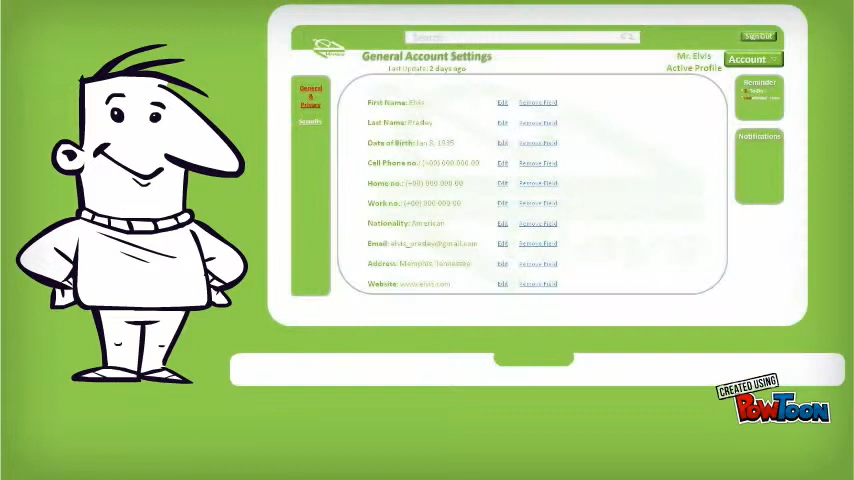 Search
Sign Out
General Account Settings
Last Update: 2 days ago
Mr. Elvis
Active Profile
Account
General
&
Privacy
Security
First Name: Elvis Edit Remove Field
Last Name: Presley Edit Remove Field
Date of Birth: Jan 8, 1935 Edit Remove Field
Cell Phone no.: (+00) 000 000 00 Edit Remove Field
Home no.: (+00) 000 000 00 Edit Remove Field
Work no.: (+00) 000 000 00 Edit Remove Field
Nationality: American Edit Remove Field
Email: elvis_presley@gmail.com Edit Remove Field
Address: Memphis, Tennessee Edit Remove Field
Website: www.elvis.com Edit Remove Field
Reminder
Notifications
CREATED USING
POWTOON